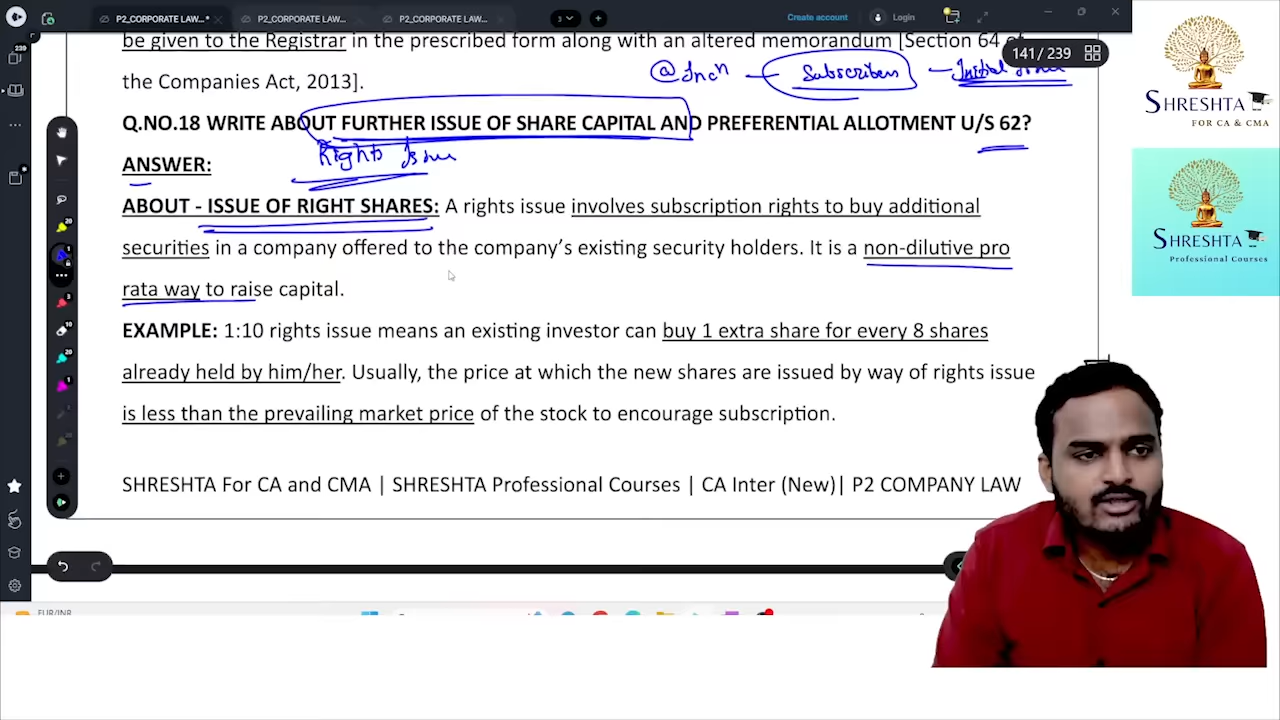 P2_CORPORATE LAW... *
P2_CORPORATE LAW...
P2_CORPORATE LAW...
3
Create account
Login
239
141/239
be given to the Registrar in the prescribed form along with an altered memorandum [Section 64 of
the Companies Act, 2013].
@ Incn — Subscribers — Initial Issue
Q.NO.18 WRITE ABOUT FURTHER ISSUE OF SHARE CAPITAL AND PREFERENTIAL ALLOTMENT U/S 62?
Rights Issue
ANSWER:
ABOUT - ISSUE OF RIGHT SHARES: A rights issue involves subscription rights to buy additional
securities in a company offered to the company’s existing security holders. It is a non-dilutive pro
rata way to raise capital.
EXAMPLE: 1:10 rights issue means an existing investor can buy 1 extra share for every 8 shares
already held by him/her. Usually, the price at which the new shares are issued by way of rights issue
is less than the prevailing market price of the stock to encourage subscription.
SHRESHTA For CA and CMA | SHRESHTA Professional Courses | CA Inter (New)| P2 COMPANY LAW
EUR/INR
SHRESHTA
FOR CA & CMA
SHRESHTA
Professional Courses